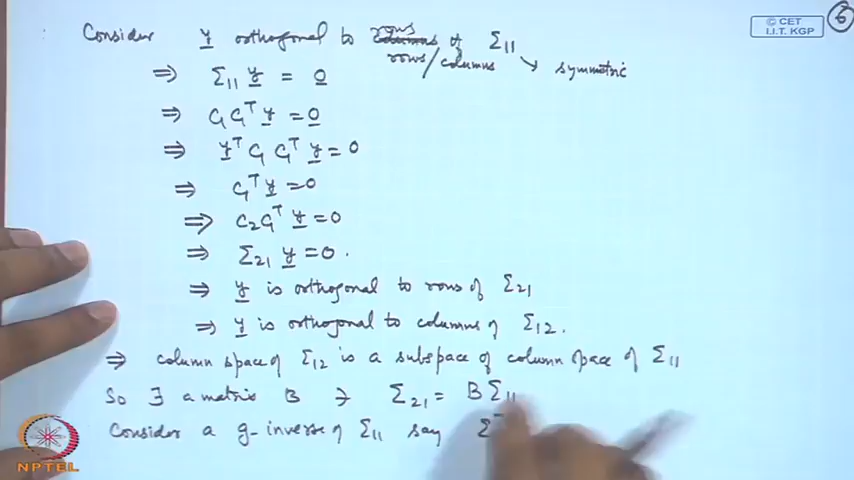 © CET
I.I.T. KGP
6
Consider y orthogonal to rows of Σ₁₁
rows/columns → symmetric
⇒ Σ₁₁ y = 0
⇒ C₁ C₁ᵀ y = 0
⇒ yᵀ C₁ C₁ᵀ y = 0
⇒ C₁ᵀ y = 0
⇒ C₂ C₁ᵀ y = 0
⇒ Σ₂₁ y = 0.
⇒ y is orthogonal to rows of Σ₂₁
⇒ y is orthogonal to columns of Σ₁₂.
⇒ column space of Σ₁₂ is a subspace of column space of Σ₁₁
So ∃ a matrix B ∋ Σ₂₁ = B Σ₁₁
Consider a g-inverse of Σ₁₁ say Σ
NPTEL